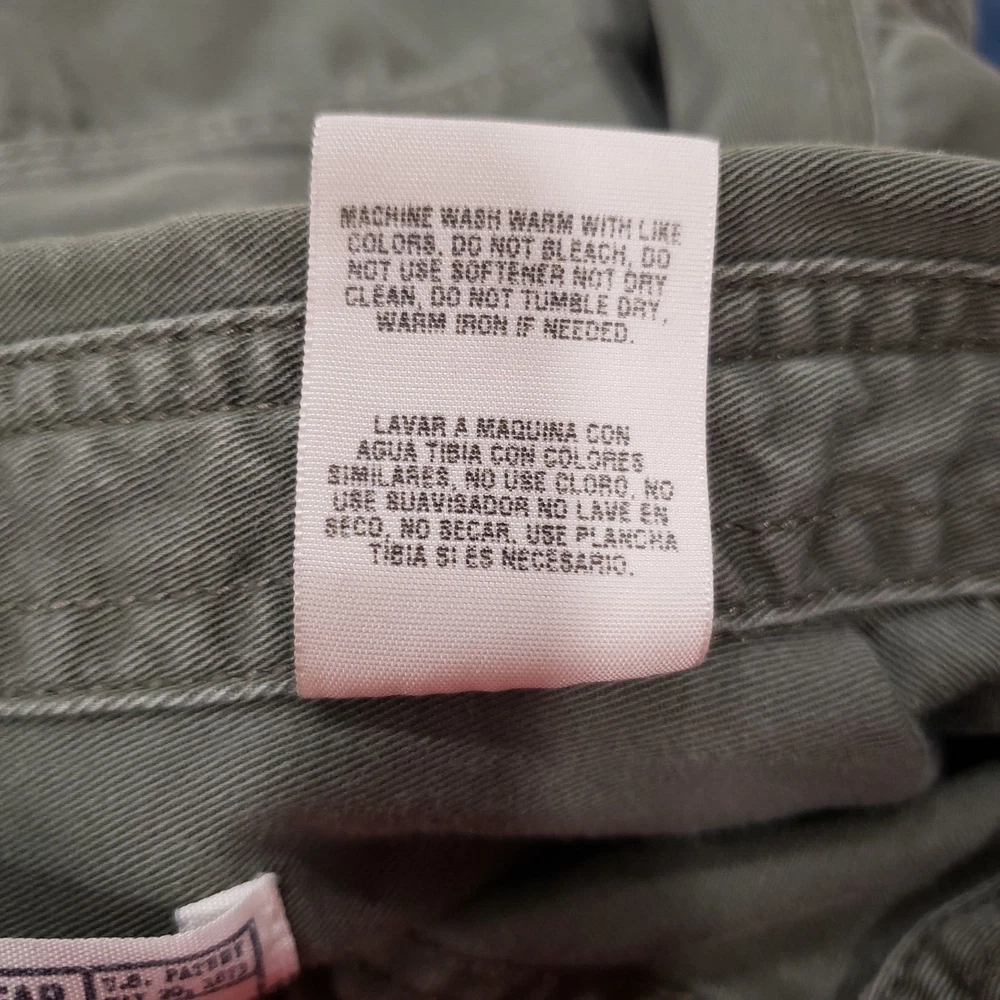 MACHINE WASH WARM WITH LIKE
COLORS, DO NOT BLEACH, DO
NOT USE SOFTENER NOT DRY
CLEAN, DO NOT TUMBLE DRY,
WARM IRON IF NEEDED.
LAVAR A MAQUINA CON
AGUA TIBIA CON COLORES
SIMILARES, NO USE CLORO, NO
USE SUAVISADOR NO LAVE EN
SECO, NO SECAR, USE PLANCHA
TIBIA SI ES NECESARIO.
U.S. PATENT